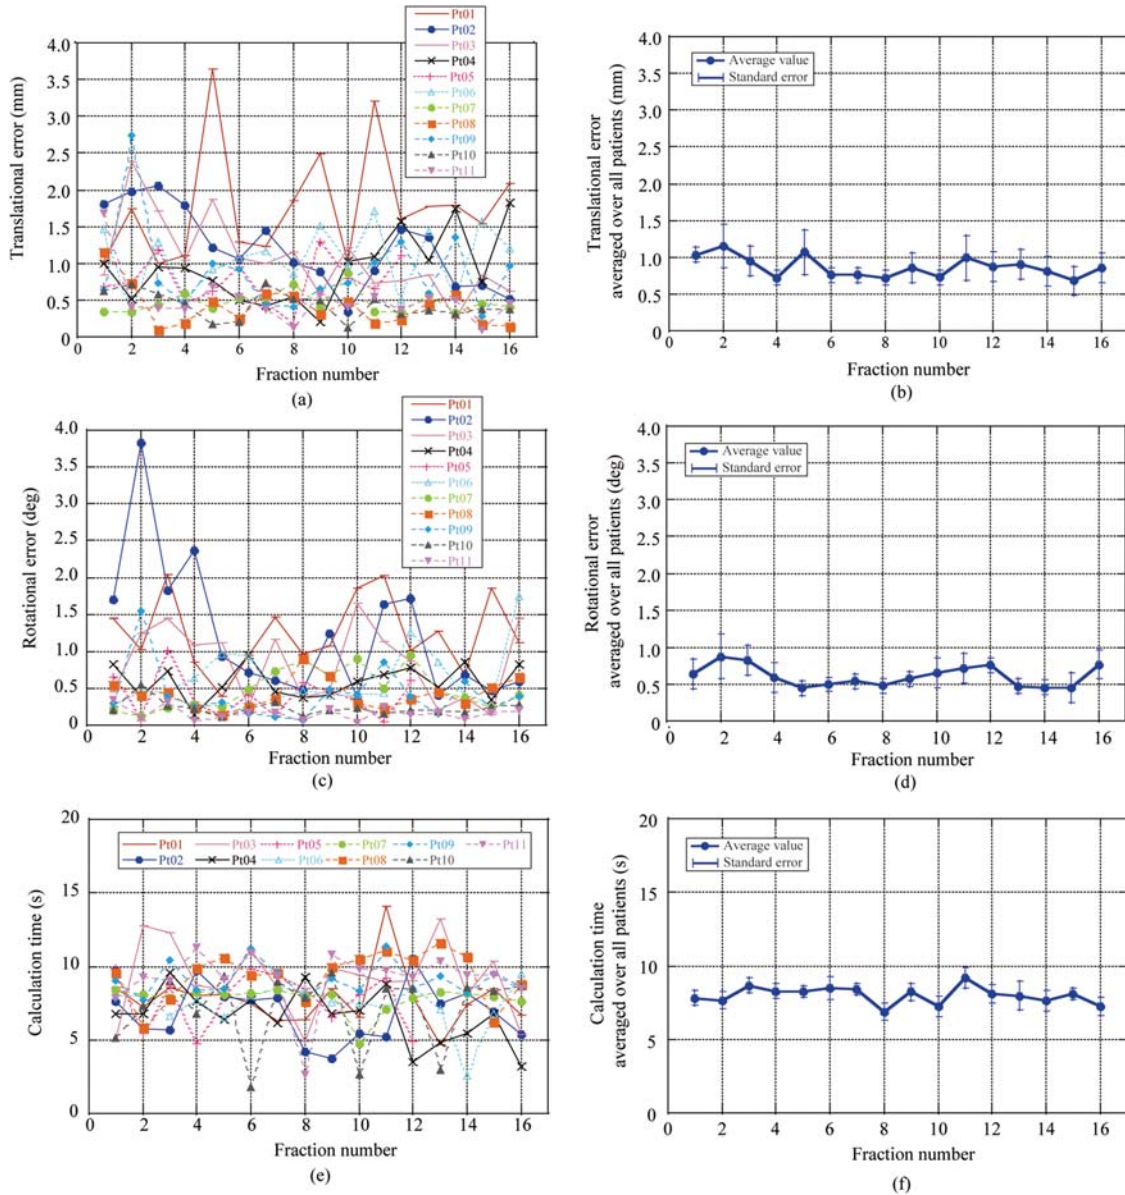 Pt01
Pt02
Pt03
Pt04
Pt05
Pt06
Pt07
Pt08
Pt09
Pt10
Pt11
4.0
3.5
3.0
2.5
2.0
1.5
1.0
0.5
0
Translational error (mm)
0 2 4 6 8 10 12 14 16
Fraction number
(a)
4.0
3.5
3.0
2.5
2.0
1.5
1.0
0.5
0
Translational error
averaged over all patients (mm)
Average value
Standard error
0 2 4 6 8 10 12 14 16
Fraction number
(b)
Pt01
Pt02
Pt03
Pt04
Pt05
Pt06
Pt07
Pt08
Pt09
Pt10
Pt11
4.0
3.5
3.0
2.5
2.0
1.5
1.0
0.5
0
Rotational error (deg)
0 2 4 6 8 10 12 14 16
Fraction number
(c)
4.0
3.5
3.0
2.5
2.0
1.5
1.0
0.5
0
Rotational error
averaged over all patients (deg)
Average value
Standard error
0 2 4 6 8 10 12 14 16
Fraction number
(d)
20
15
10
5
0
Calculation time (s)
Pt01 Pt03 Pt05 Pt07 Pt09 Pt11
Pt02 Pt04 Pt06 Pt08 Pt10
0 2 4 6 8 10 12 14 16
Fraction number
(e)
20
15
10
5
0
Calculation time
averaged over all patients (s)
Average value
Standard error
0 2 4 6 8 10 12 14 16
Fraction number
(f)